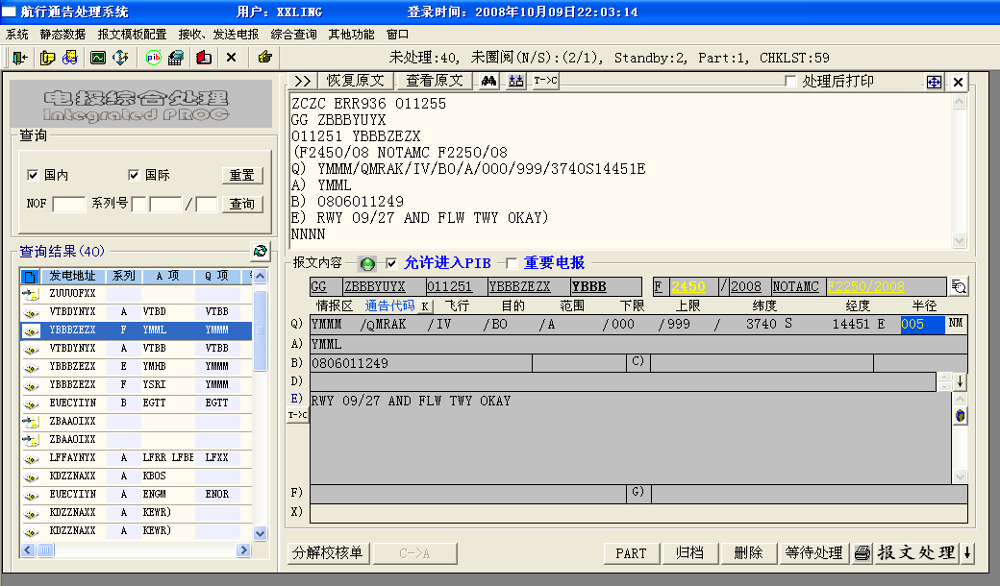 航行通告处理系统 用户：XXLING 登录时间：2008年10月09日22:03:14
系统 静态数据 报文模板配置 接收、发送电报 综合查询 其他功能 窗口
pib 未处理:40, 未圈阅(N/S):(2/1), Standby:2, Part:1, CHKLST:59
电报综合处理
Integrated PROC
查询
国内 国际 重置
NOF 系列号 / 查询
查询结果(40)
发电地址 系列 A 项 Q 项
ZUUUOFXX
VTBDYNYX A VTBD VTBB
YBBBZEZX F YMML YMMM
VTBDYNYX A VTBB VTBB
YBBBZEZX E YMHB YMMM
YBBBZEZX F YSRI YMMM
EUECYIYN B EGTT EGTT
ZBAAOIXX
ZBAAOIXX
LFFAYNYX A LFRR LFBB LFXX
KDZZNAXX A KBOS
EUECYIYN A ENGM ENOR
KDZZNAXX A KEWR)
KDZZNAXX A KEWR)
>> 恢复原文 查看原文 T->C 处理后打印
ZCZC ERR936 011255
GG ZBBBYUYX
011251 YBBBZEZX
(F2450/08 NOTAMC F2250/08
Q) YMMM/QMRAK/IV/BO/A/000/999/3740S14451E
A) YMML
B) 0806011249
E) RWY 09/27 AND FLW TWY OKAY)
NNNN
报文内容 允许进入PIB 重要电报
GG ZBBBYUYX 011251 YBBBZEZX YBBB F 2450 /2008 NOTAMC F2250/2008
情报区 通告代码 K 飞行 目的 范围 下限 上限 纬度 经度 半径
Q) YMMM /QMRAK /IV /BO /A /000 /999 / 3740 S 14451 E 005 NM
A) YMML
B) 0806011249 C)
D)
E) RWY 09/27 AND FLW TWY OKAY
T->C
F) G)
X)
分解校核单 C->A PART 归档 删除 等待处理 报文处理